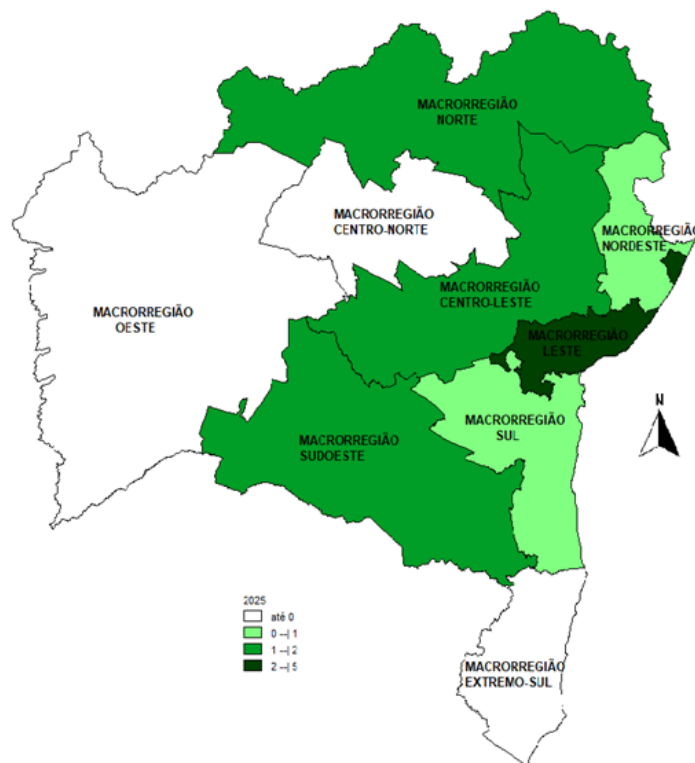 MACRORREGIÃO
NORTE
MACRORREGIÃO
CENTRO-NORTE
MACRORREGIÃO
NORDESTE
MACRORREGIÃO
CENTRO-LESTE
MACRORREGIÃO
OESTE
MACRORREGIÃO
LESTE
MACRORREGIÃO
SUL
MACRORREGIÃO
SUDOESTE
N
2025
até 0
0 --| 1
1 --| 2
2 --| 5
MACRORREGIÃO
EXTREMO-SUL